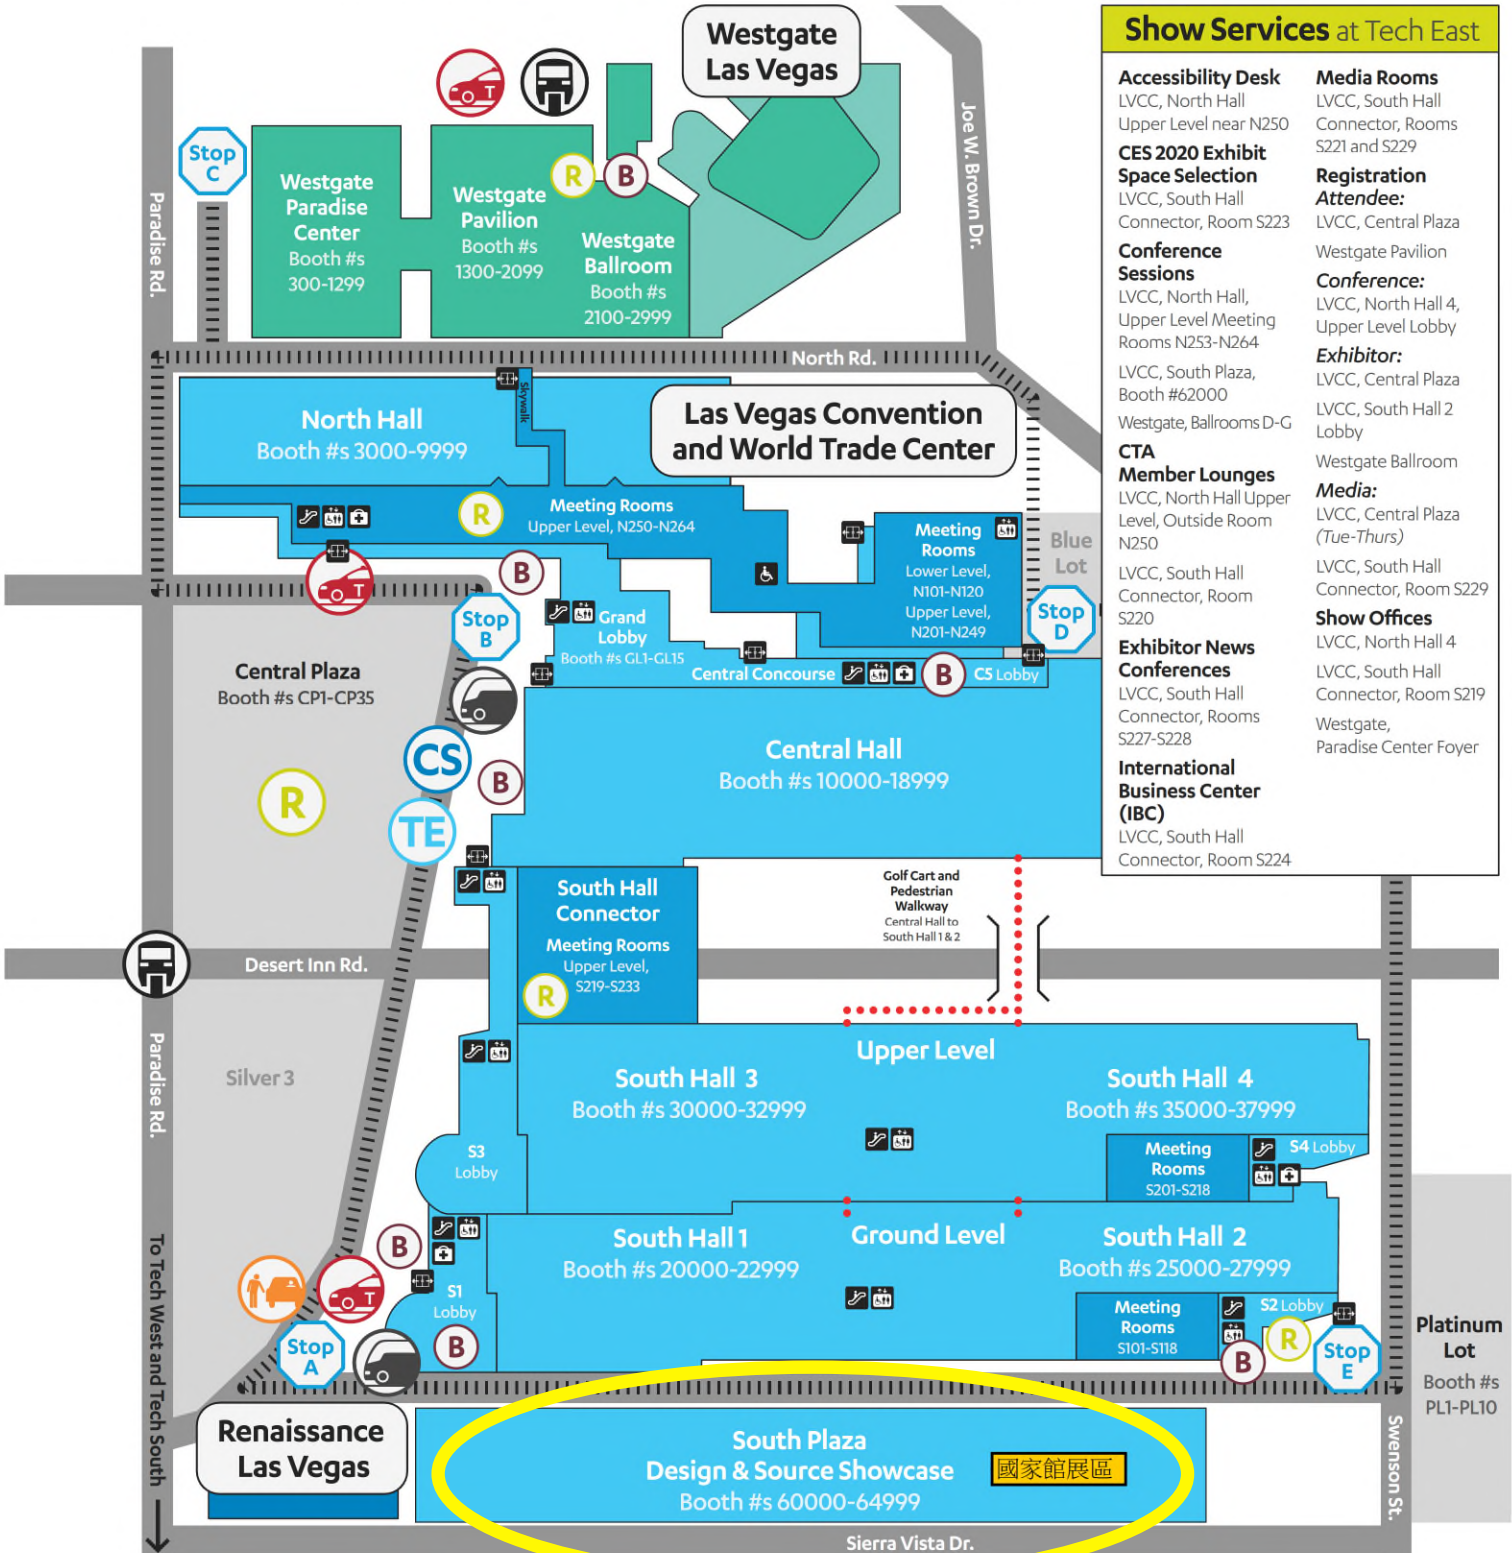 Westgate
Las Vegas
Stop
C
Westgate
Paradise
Center
Booth #s
300-1299
T
Westgate
Pavilion
Booth #s
1300-2099
R
B
Westgate
Ballroom
Booth #s
2100-2999
Paradise Rd.
Joe W. Brown Dr.
North Rd.
North Hall
Booth #s 3000-9999
Skywalk
Las Vegas Convention
and World Trade Center
R
Meeting Rooms
Upper Level, N250-N264
Meeting
Rooms
Lower Level,
N101-N120
Upper Level,
N201-N249
Blue
Lot
T
B
Stop
B
Stop
D
Grand
Lobby
Booth #s GL1-GL15
Central Concourse
B
C5 Lobby
Central Plaza
Booth #s CP1-CP35
R
CS
B
TE
Central Hall
Booth #s 10000-18999
South Hall
Connector
Meeting Rooms
Upper Level,
S219-S233
R
Golf Cart and
Pedestrian
Walkway
Central Hall to
South Hall 1 & 2
Desert Inn Rd.
Paradise Rd.
Silver 3
Upper Level
South Hall 3
Booth #s 30000-32999
South Hall 4
Booth #s 35000-37999
S3
Lobby
Meeting
Rooms
S201-S218
S4 Lobby
South Hall 1
Booth #s 20000-22999
Ground Level
South Hall 2
Booth #s 25000-27999
B
T
S1
Lobby
B
Stop
A
Meeting
Rooms
S101-S118
S2 Lobby
R
B
Stop
E
Platinum
Lot
Booth #s
PL1-PL10
To Tech West and Tech South
Renaissance
Las Vegas
South Plaza
Design & Source Showcase
Booth #s 60000-64999
國家館展區
Swenson St.
Sierra Vista Dr.
Show Services at Tech East
Accessibility Desk
LVCC, North Hall
Upper Level near N250
CES 2020 Exhibit
Space Selection
LVCC, South Hall
Connector, Room S223
Conference
Sessions
LVCC, North Hall,
Upper Level Meeting
Rooms N253-N264
LVCC, South Plaza,
Booth #62000
Westgate, Ballrooms D-G
CTA
Member Lounges
LVCC, North Hall Upper
Level, Outside Room
N250
LVCC, South Hall
Connector, Room
S220
Exhibitor News
Conferences
LVCC, South Hall
Connector, Rooms
S227-S228
International
Business Center
(IBC)
LVCC, South Hall
Connector, Room S224
Media Rooms
LVCC, South Hall
Connector, Rooms
S221 and S229
Registration
Attendee:
LVCC, Central Plaza
Westgate Pavilion
Conference:
LVCC, North Hall 4,
Upper Level Lobby
Exhibitor:
LVCC, Central Plaza
LVCC, South Hall 2
Lobby
Westgate Ballroom
Media:
LVCC, Central Plaza
(Tue-Thurs)
LVCC, South Hall
Connector, Room S229
Show Offices
LVCC, North Hall 4
LVCC, South Hall
Connector, Room S219
Westgate,
Paradise Center Foyer